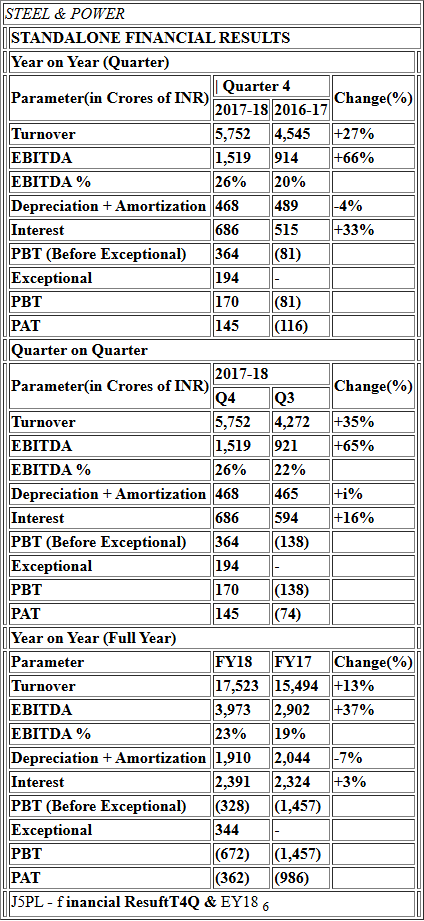 STEEL & POWER
STANDALONE FINANCIAL RESULTS
Year on Year (Quarter)
Parameter(in Crores of INR) | Quarter 4 Change(%)
2017-18 2016-17
Turnover 5,752 4,545 +27%
EBITDA 1,519 914 +66%
EBITDA % 26% 20%
Depreciation + Amortization 468 489 -4%
Interest 686 515 +33%
PBT (Before Exceptional) 364 (81)
Exceptional 194 -
PBT 170 (81)
PAT 145 (116)
Quarter on Quarter
Parameter(in Crores of INR) 2017-18 Change(%)
Q4 Q3
Turnover 5,752 4,272 +35%
EBITDA 1,519 921 +65%
EBITDA % 26% 22%
Depreciation + Amortization 468 465 +i%
Interest 686 594 +16%
PBT (Before Exceptional) 364 (138)
Exceptional 194 -
PBT 170 (138)
PAT 145 (74)
Year on Year (Full Year)
Parameter FY18 FY17 Change(%)
Turnover 17,523 15,494 +13%
EBITDA 3,973 2,902 +37%
EBITDA % 23% 19%
Depreciation + Amortization 1,910 2,044 -7%
Interest 2,391 2,324 +3%
PBT (Before Exceptional) (328) (1,457)
Exceptional 344 -
PBT (672) (1,457)
PAT (362) (986)
J5PL - f inancial ResuftT4Q & EY18 6